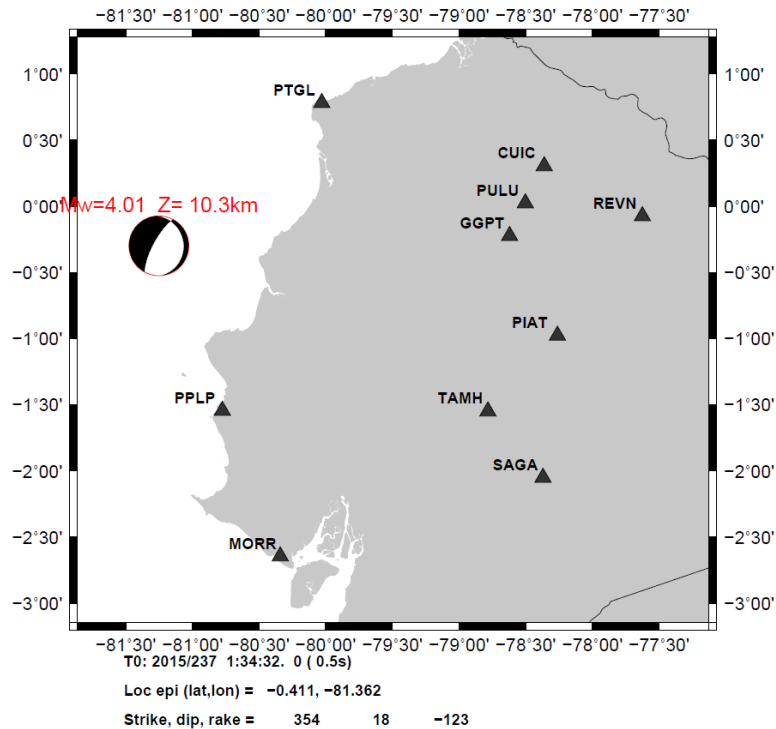 −81°30' −81°00' −80°30' −80°00' −79°30' −79°00' −78°30' −78°00' −77°30'
1°00' 1°00'
PTGL
0°30' 0°30'
CUIC
PULU
REVN
Mw=4.01 Z= 10.3km
0°00' 0°00'
GGPT
−0°30' −0°30'
PIAT
−1°00' −1°00'
PPLP
TAMH
−1°30' −1°30'
SAGA
−2°00' −2°00'
MORR
−2°30' −2°30'
−3°00' −3°00'
−81°30' −81°00' −80°30' −80°00' −79°30' −79°00' −78°30' −78°00' −77°30'
T0: 2015/237 1:34:32. 0 ( 0.5s)
Loc epi (lat,lon) = −0.411, −81.362
Strike, dip, rake = 354 18 −123